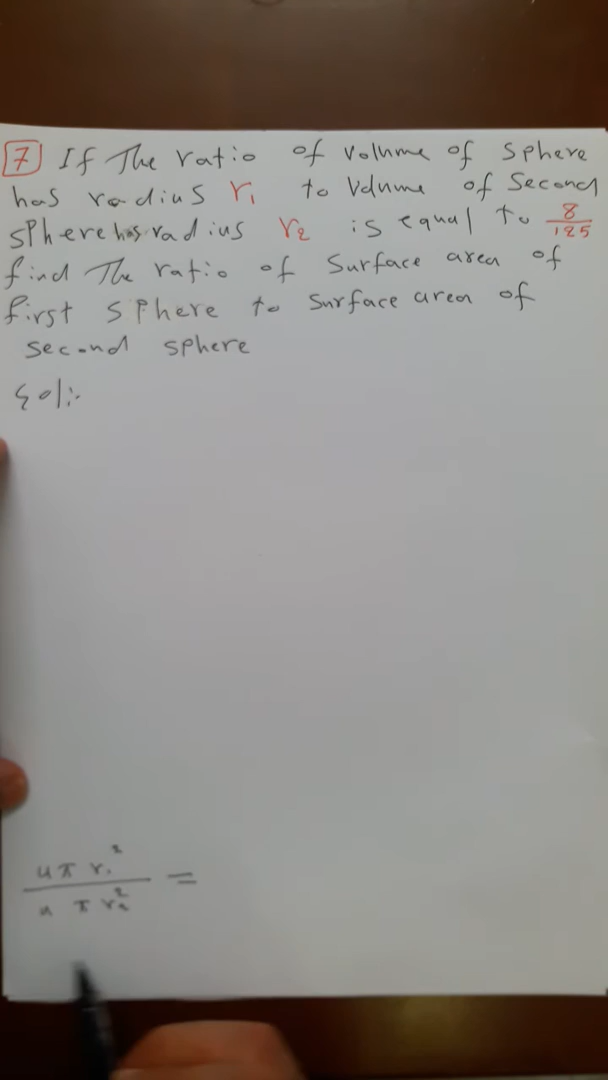 7 If The ratio of volume of sphere
has radius r₁ to Volume of Second
sphere has radius r₂ is equal to 8/125
find The ratio of Surface area of
first sphere to surface area of
second sphere
Sol:-
4 π r₁²
/ 4 π r₂² =